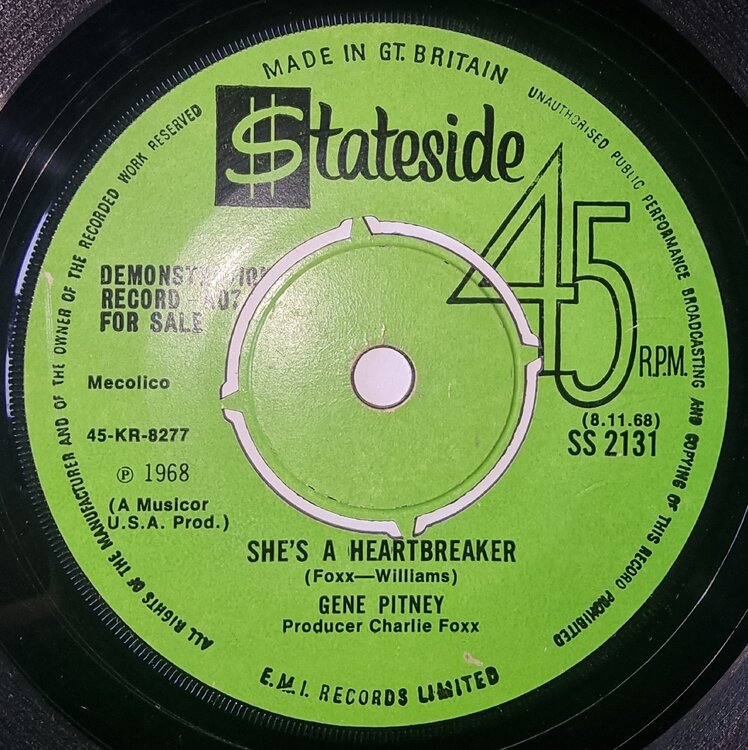 MADE IN GT. BRITAIN
$tateside
45
R.P.M.
DEMONSTRATION
RECORD - NOT
FOR SALE
Mecolico
45-KR-8277
℗ 1968
(A Musicor
U.S.A. Prod.)
(8.11.68)
SS 2131
SHE'S A HEARTBREAKER
(Foxx—Williams)
GENE PITNEY
Producer Charlie Foxx
E.M.I. RECORDS LIMITED
ALL RIGHTS OF THE MANUFACTURER AND OF THE OWNER OF THE RECORDED WORK RESERVED
UNAUTHORISED PUBLIC PERFORMANCE BROADCASTING AND COPYING OF THIS RECORD PROHIBITED